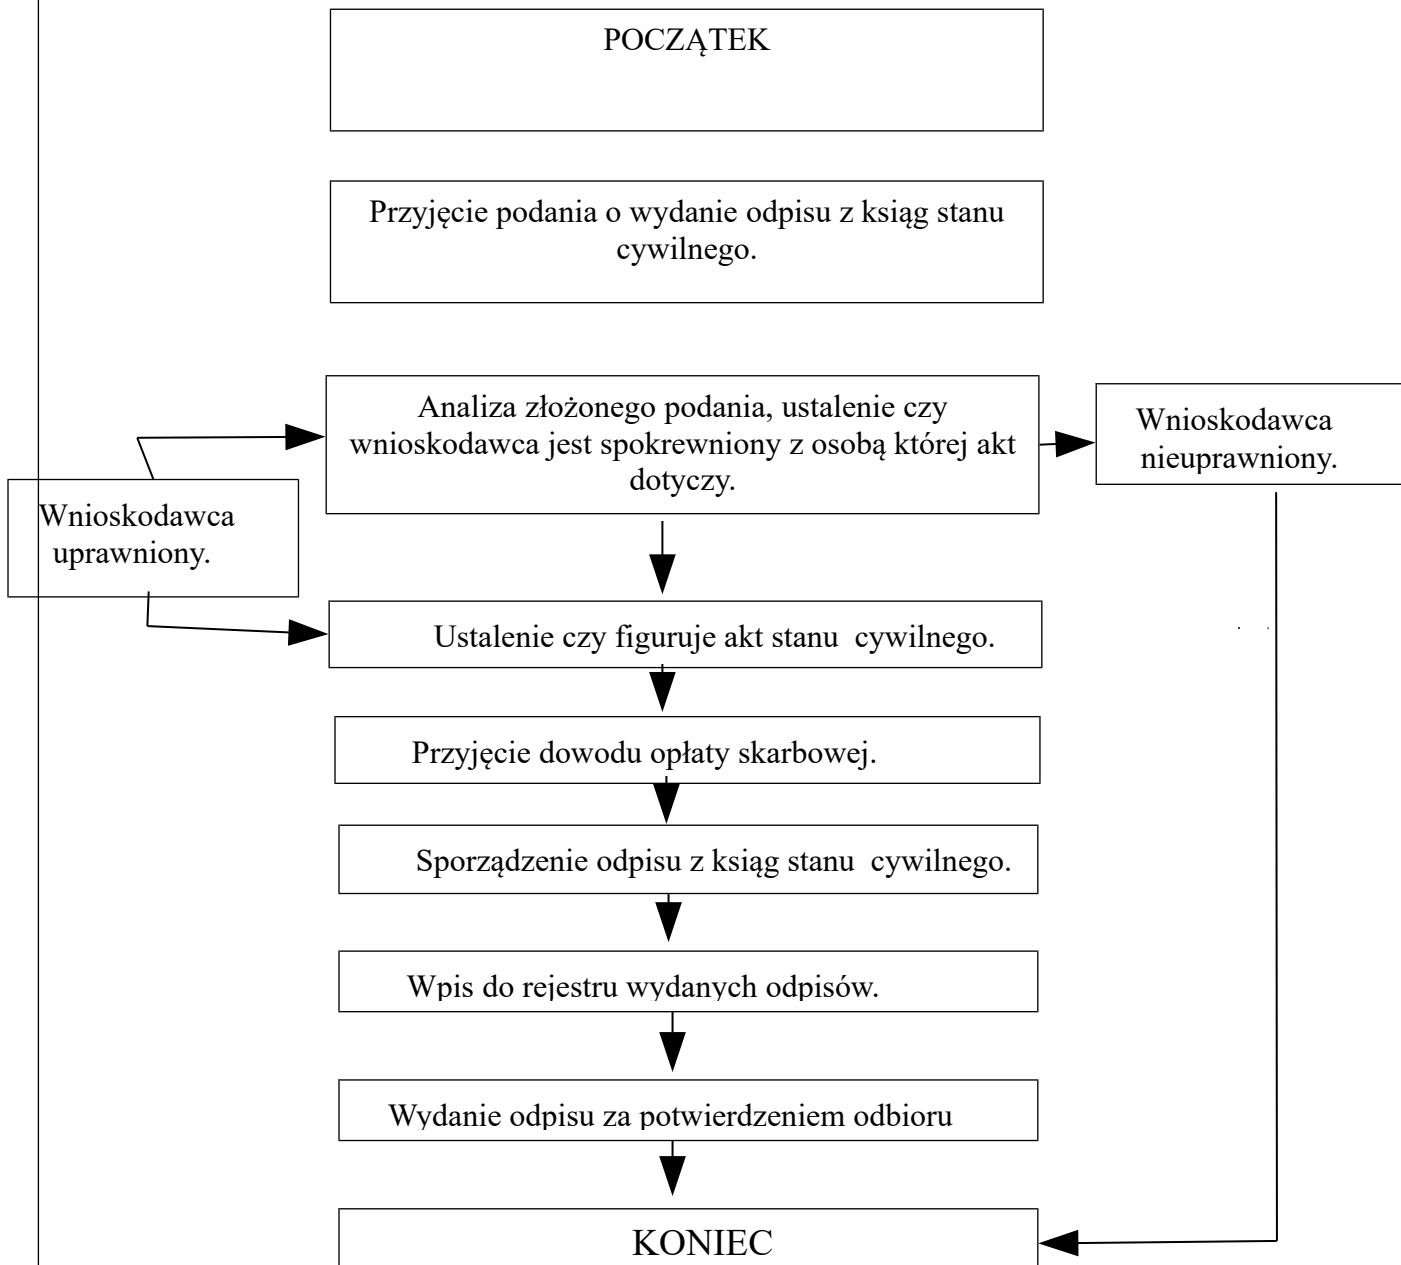 POCZĄTEK
Przyjęcie podania o wydanie odpisu z ksiąg stanu
cywilnego.
Analiza złożonego podania, ustalenie czy
wnioskodawca jest spokrewniony z osobą której akt
dotyczy.
Wnioskodawca
nieuprawniony.
Wnioskodawca
uprawniony.
Ustalenie czy figuruje akt stanu  cywilnego.
Przyjęcie dowodu opłaty skarbowej.
Sporządzenie odpisu z ksiąg stanu  cywilnego.
Wpis do rejestru wydanych odpisów.
Wydanie odpisu za potwierdzeniem odbioru
KONIEC